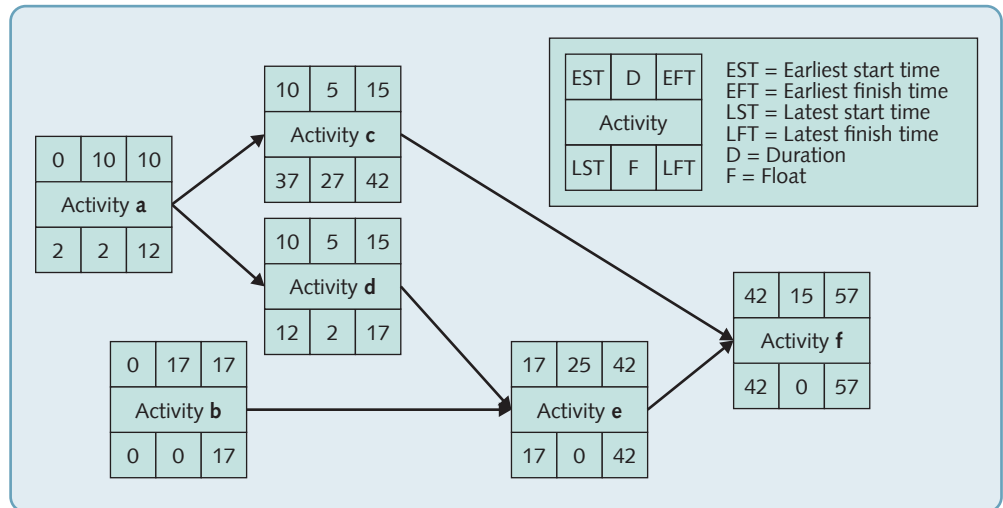 10 5 15
Activity c
37 27 42
0 10 10
Activity a
2 2 12
10 5 15
Activity d
12 2 17
0 17 17
Activity b
0 0 17
17 25 42
Activity e
17 0 42
42 15 57
Activity f
42 0 57
EST D EFT
Activity
LST F LFT
EST = Earliest start time
EFT = Earliest finish time
LST = Latest start time
LFT = Latest finish time
D = Duration
F = Float